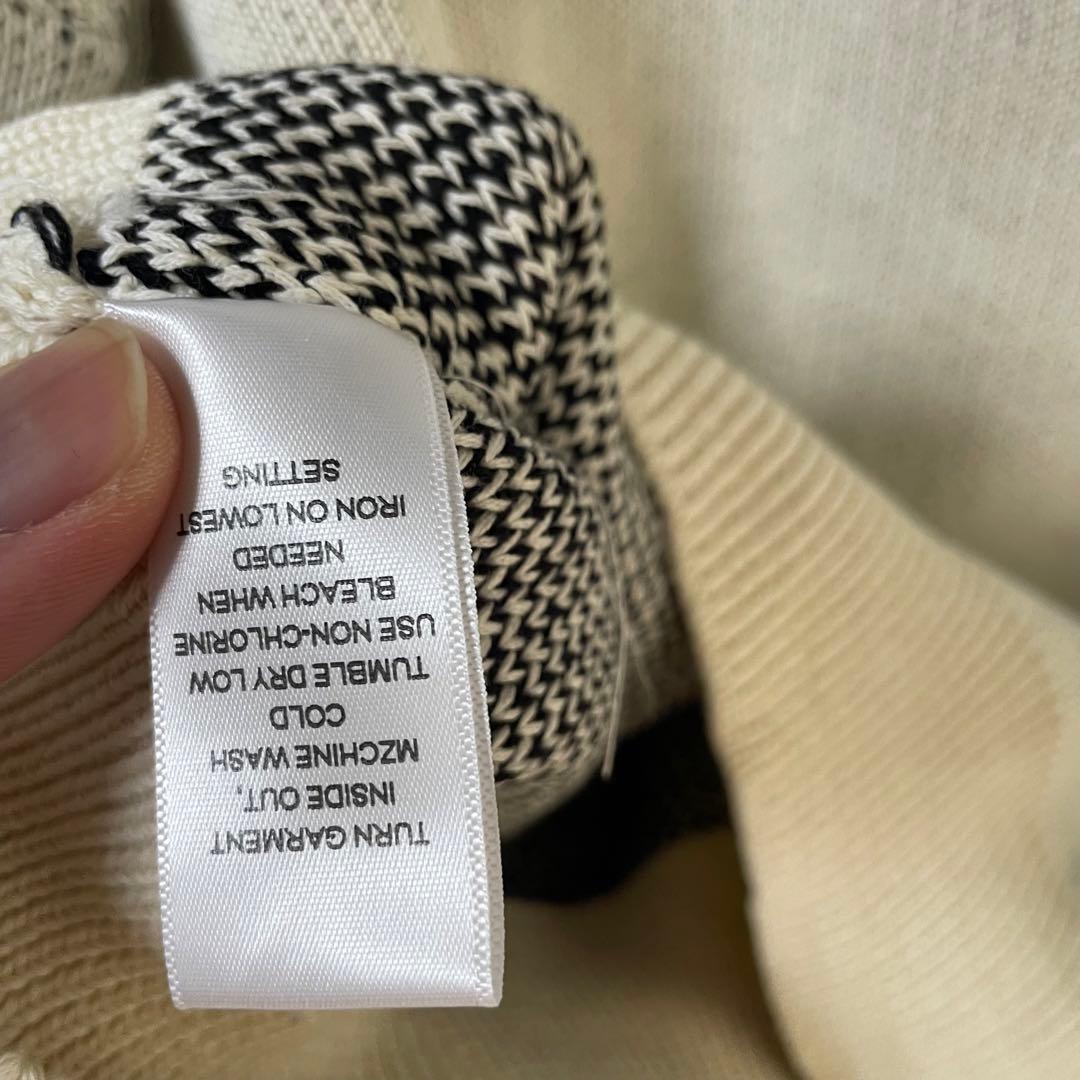 TURN GARMENT
INSIDE OUT.
MZCHINE WASH
COLD
TUMBLE DRY LOW
USE NON-CHLORINE
BLEACH WHEN
NEEDED
IRON ON LOWEST
SETTING